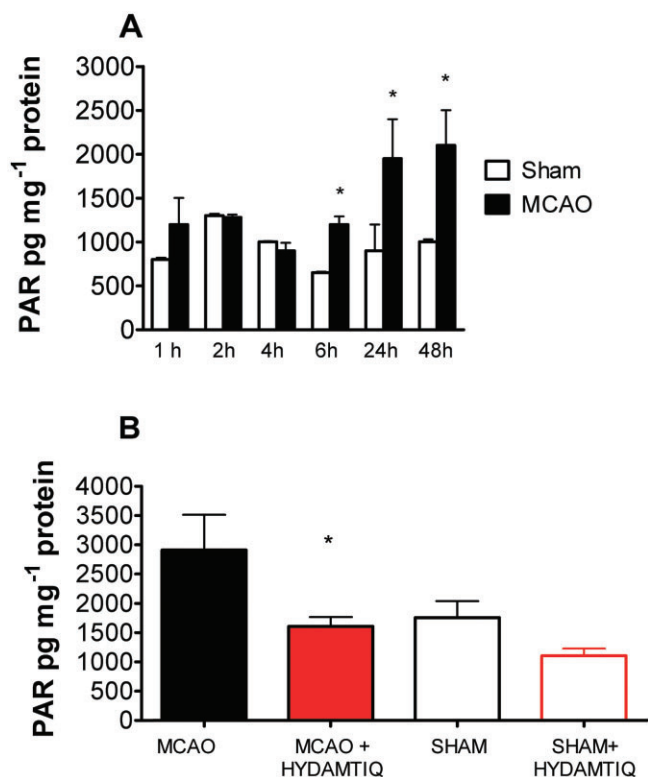 A
PAR pg mg⁻¹ protein
3000
2500
2000
1500
1000
500
0
*
*
*
Sham
MCAO
1 h 2h 4h 6h 24h 48h
B
PAR pg mg⁻¹ protein
4000
3500
3000
2500
2000
1500
1000
500
0
*
MCAO MCAO + SHAM SHAM+
HYDAMTIQ HYDAMTIQ